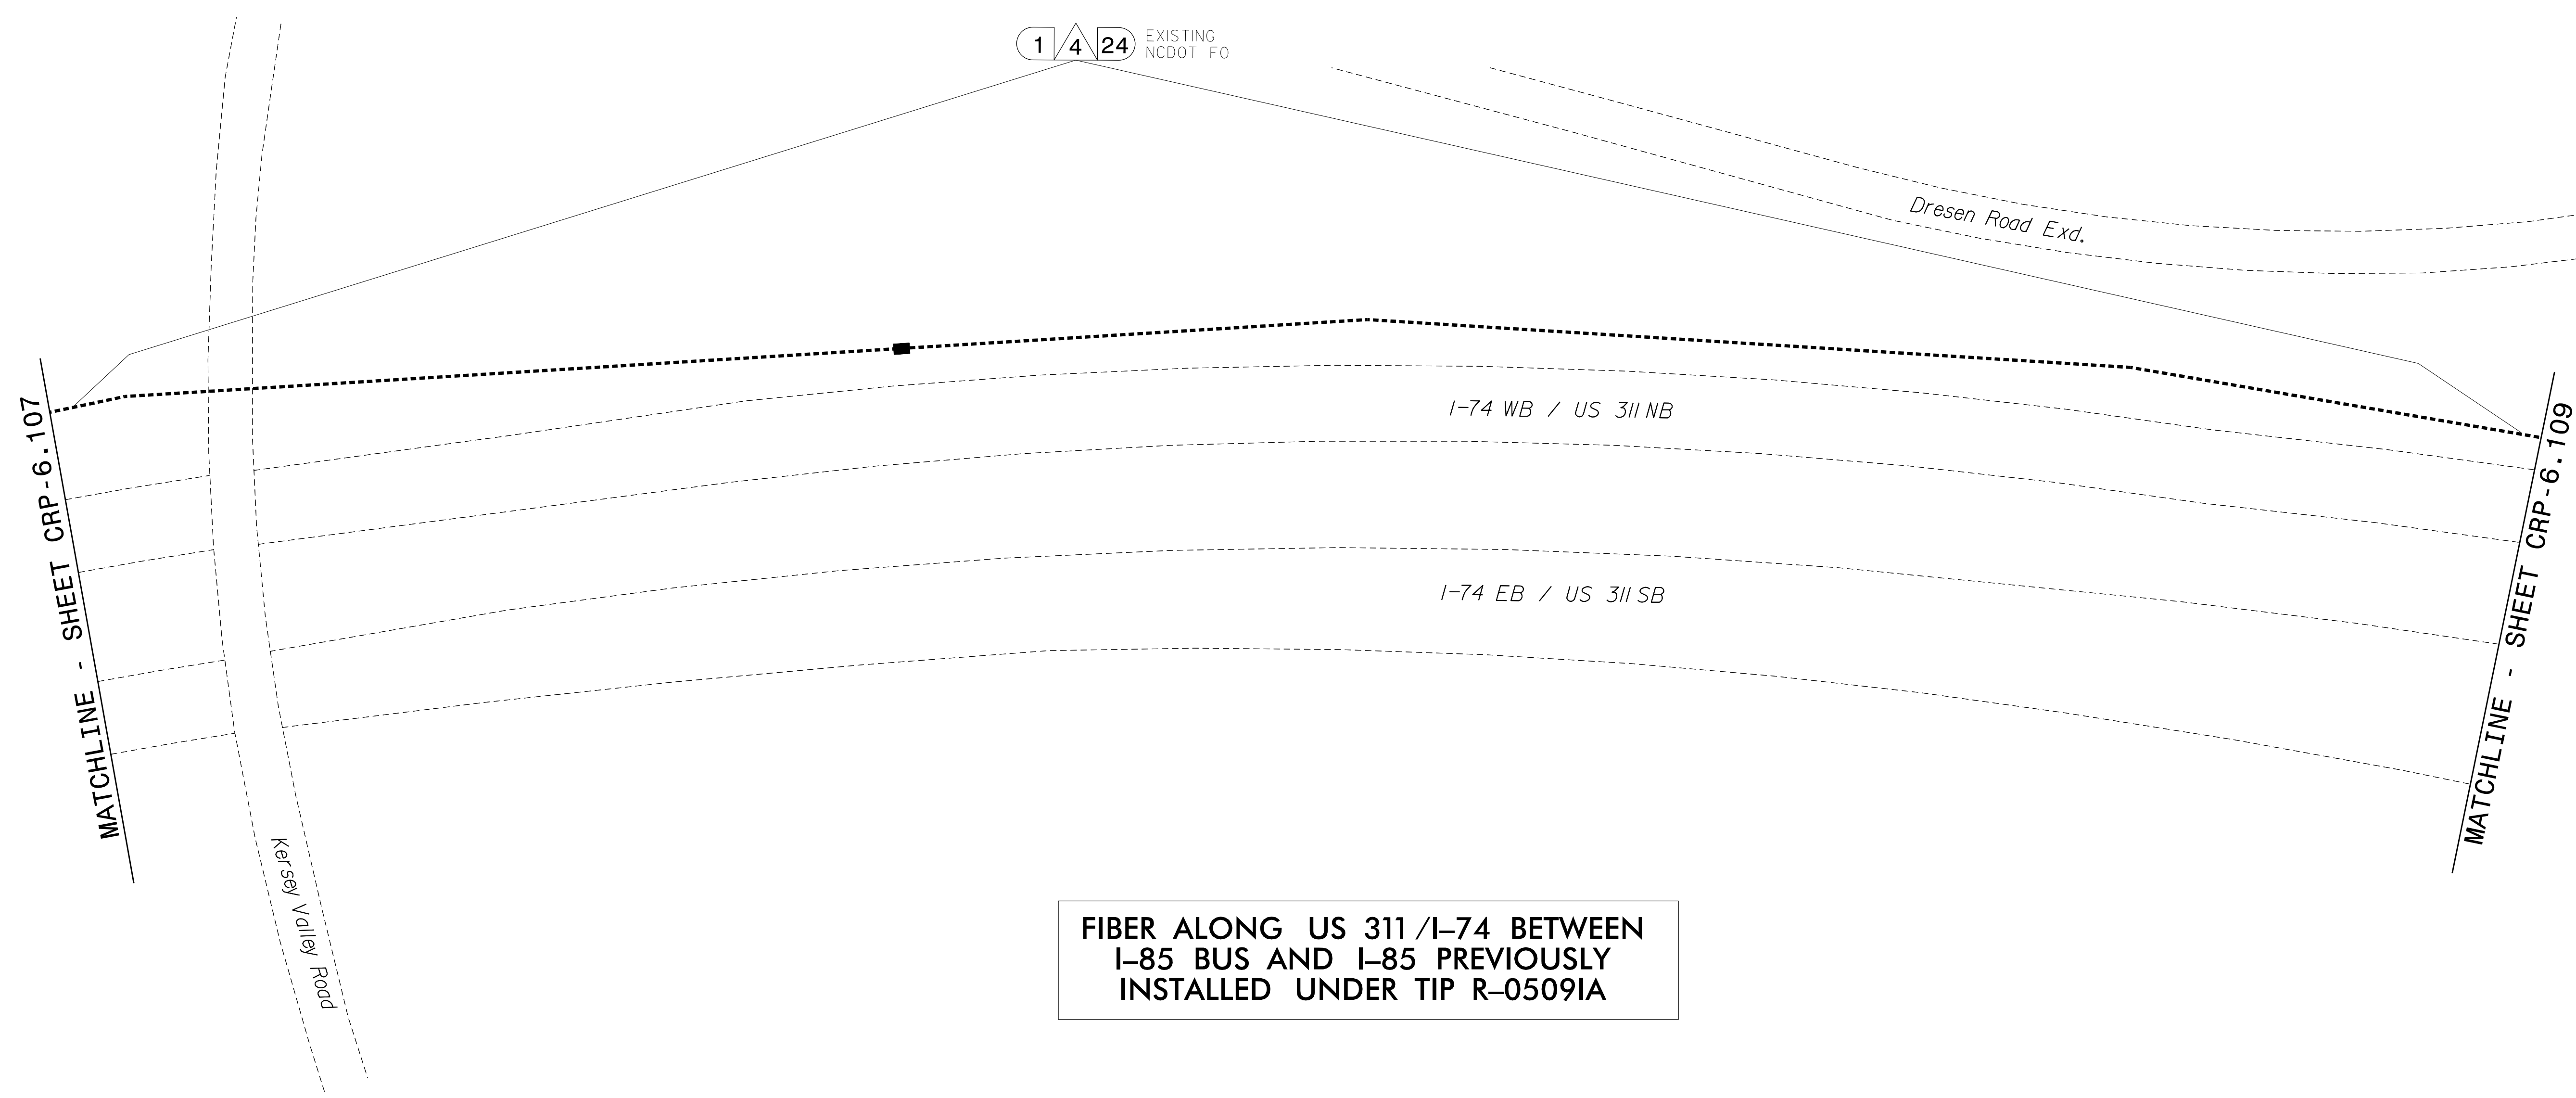 1 4 24
EXISTING
NCDOT FO
Dresen Road Exd.
I-74 WB / US 311 NB
I-74 EB / US 311 SB
MATCHLINE - SHEET CRP-6.107
MATCHLINE - SHEET CRP-6.109
Kersey Valley Road
FIBER ALONG US 311/I-74 BETWEEN
I-85 BUS AND I-85 PREVIOUSLY
INSTALLED UNDER TIP R-0509IA